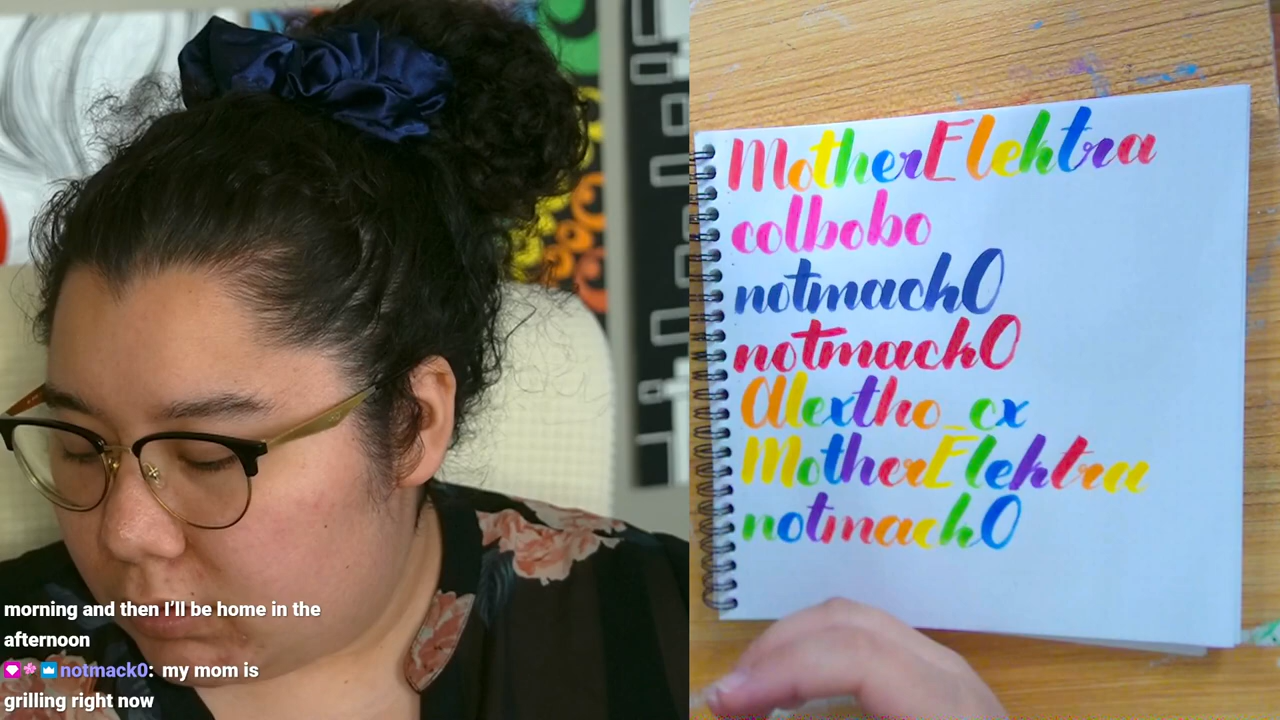 morning and then I'll be home in the
afternoon
notmack0: my mom is
grilling right now
MotherElektra
colbobo
notmack0
notmack0
Alextho_cx
MotherElektra
notmack0